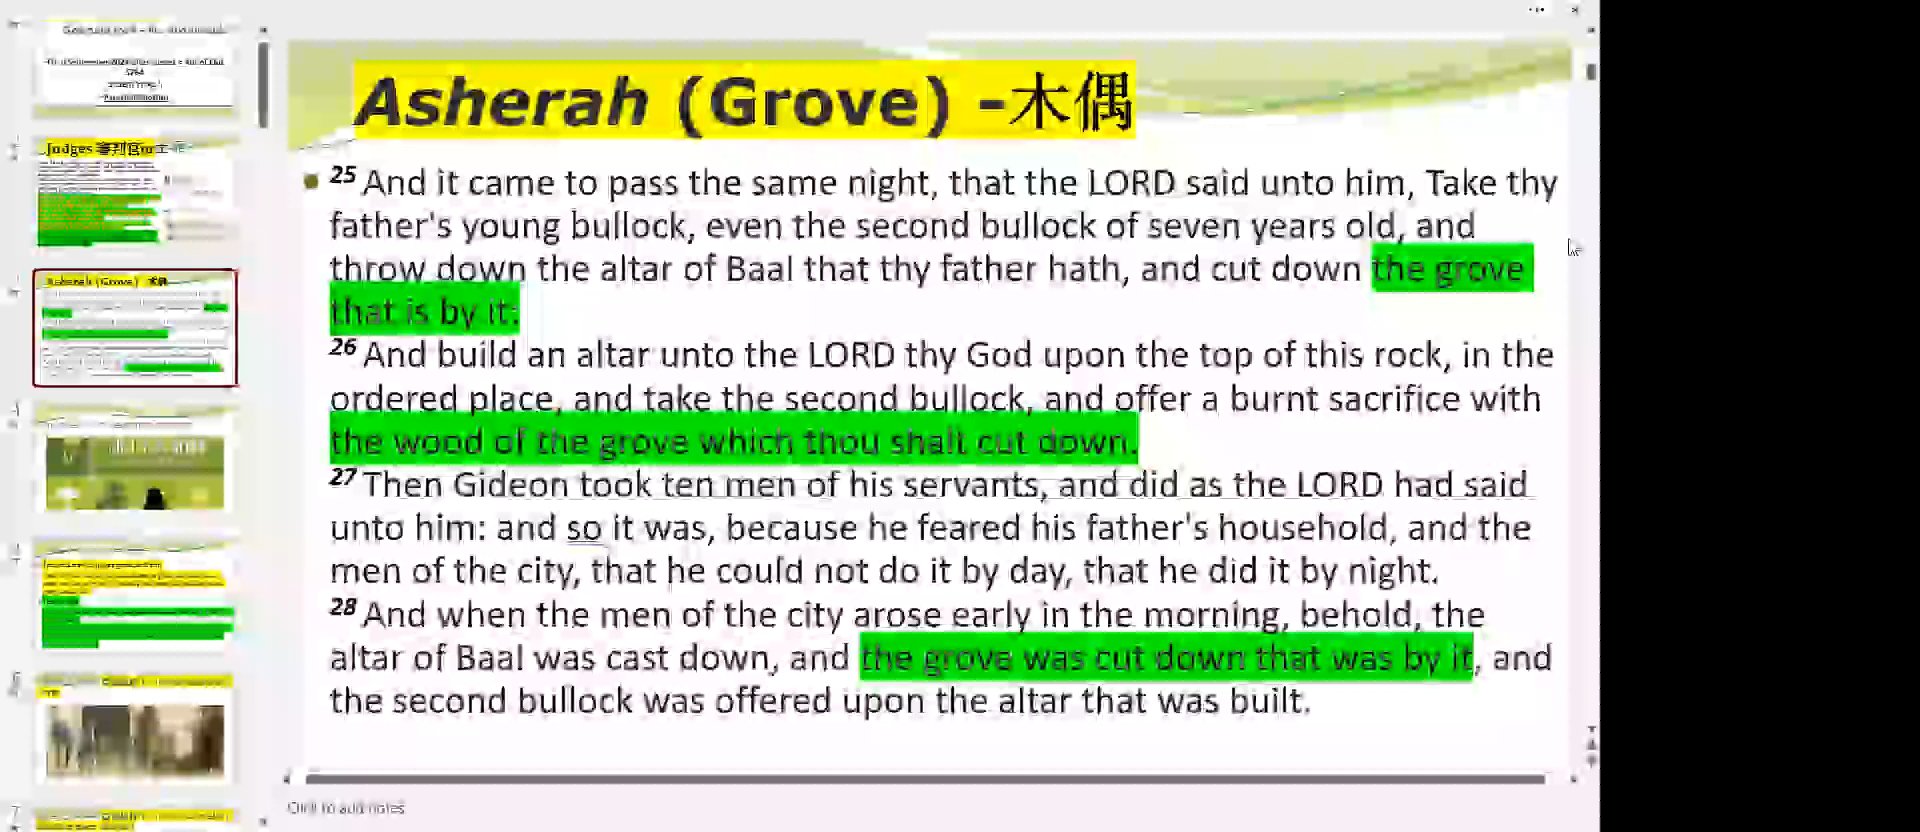 Judges 審判官
Asherah (Grove) 木偶
Asherah (Grove) -木偶
25 And it came to pass the same night, that the LORD said unto him, Take thy
father's young bullock, even the second bullock of seven years old, and
throw down the altar of Baal that thy father hath, and cut down the grove
that is by it:
26 And build an altar unto the LORD thy God upon the top of this rock, in the
ordered place, and take the second bullock, and offer a burnt sacrifice with
the wood of the grove which thou shalt cut down.
27 Then Gideon took ten men of his servants, and did as the LORD had said
unto him: and so it was, because he feared his father's household, and the
men of the city, that he could not do it by day, that he did it by night.
28 And when the men of the city arose early in the morning, behold, the
altar of Baal was cast down, and the grove was cut down that was by it, and
the second bullock was offered upon the altar that was built.
Click to add notes